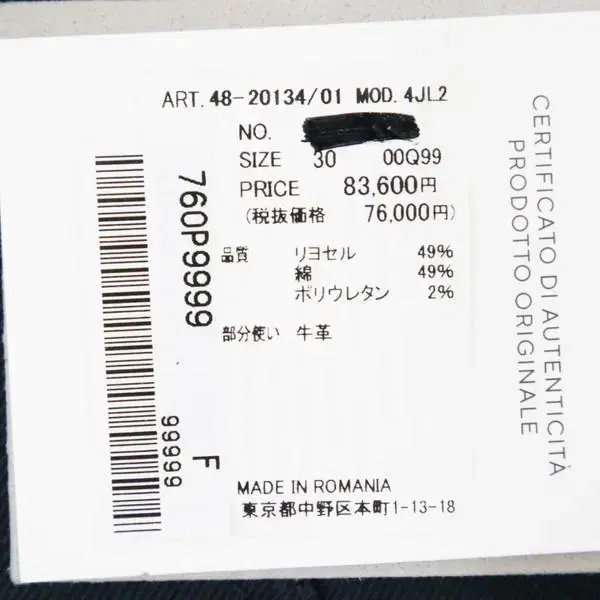 ART. 48-20134/01 MOD. 4JL2
NO.
SIZE 30 00Q99
PRICE 83,600円
(税抜価格 76,000円)
品質 リヨセル 49%
綿 49%
ポリウレタン 2%
部分使い 牛革
MADE IN ROMANIA
東京都中野区本町1-13-18
760P9999
99999
F
CERTIFICATO DI AUTENTICITÀ
PRODOTTO ORIGINALE